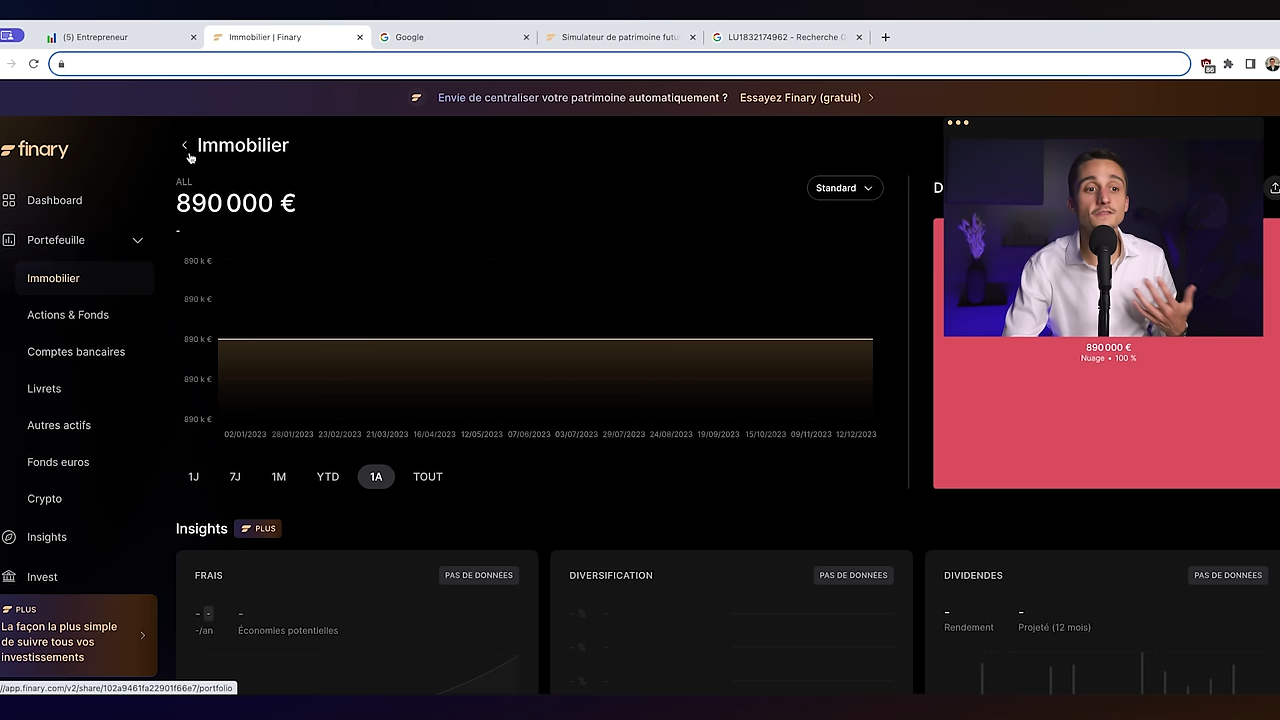 (5) Entrepreneur
Immobilier | Finary
Google
Simulateur de patrimoine futu
LU1832174962 - Recherche G
Envie de centraliser votre patrimoine automatiquement ? Essayez Finary (gratuit)
finary
Dashboard
Portefeuille
Immobilier
Actions & Fonds
Comptes bancaires
Livrets
Autres actifs
Fonds euros
Crypto
Insights
Invest
PLUS
La façon la plus simple
de suivre tous vos
investissements
//app.finary.com/v2/share/102a9461fa22901f66e7/portfolio
Immobilier
ALL
890 000 €
-
Standard
890 k €
890 k €
890 k €
890 k €
890 k €
02/01/2023 28/01/2023 23/02/2023 21/03/2023 16/04/2023 12/05/2023 07/06/2023 03/07/2023 29/07/2023 24/08/2023 19/09/2023 15/10/2023 09/11/2023 12/12/2023
1J 7J 1M YTD 1A TOUT
D
890 000 €
Nuage • 100 %
Insights PLUS
FRAIS PAS DE DONNÉES
- - -
-/an Économies potentielles
DIVERSIFICATION PAS DE DONNÉES
- % -
- % -
- % -
DIVIDENDES PAS DE DONNÉES
- -
Rendement Projeté (12 mois)